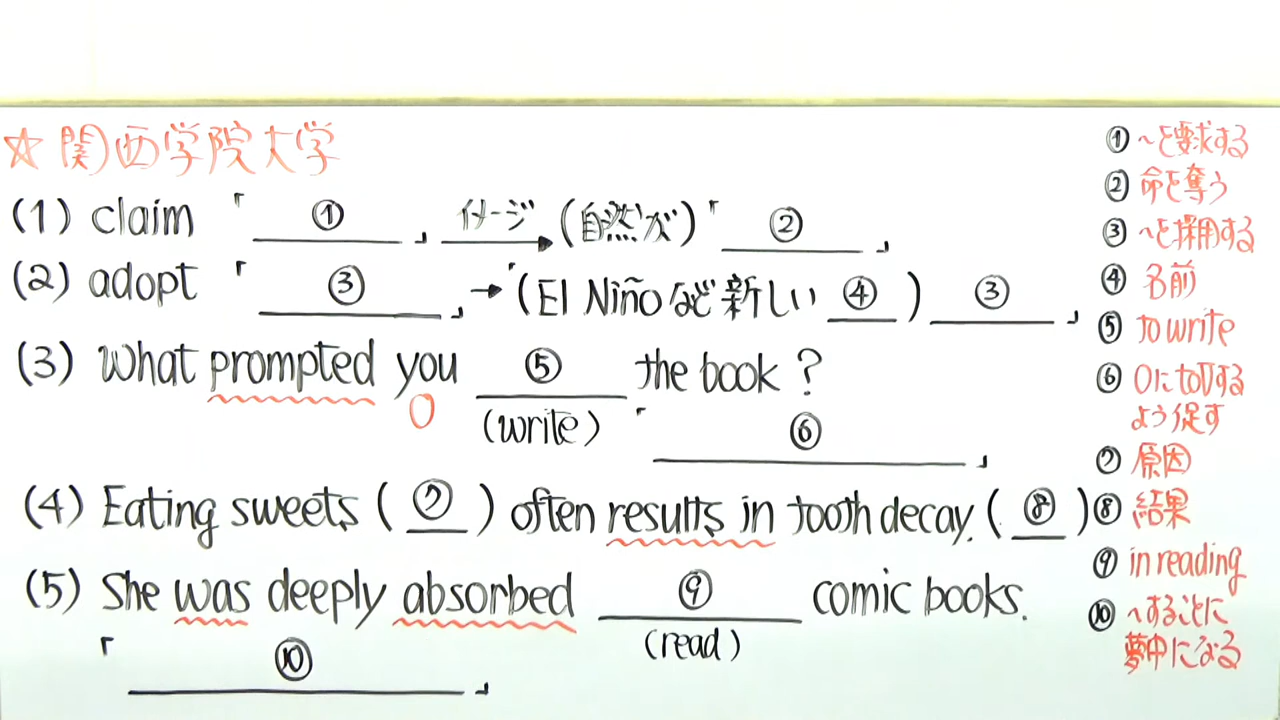 ☆関西学院大学
(1) claim 「 ① 」 イメージ→ (自然が)「 ② 」
(2) adopt 「 ③ 」→「(El Niñoなど新しい ④ ) ③ 」
(3) What prompted you ⑤ the book?
O (write) 「 ⑥ 」
(4) Eating sweets ( ⑦ ) often results in tooth decay. ( ⑧ )
(5) She was deeply absorbed ⑨ comic books.
(read)
「 ⑩ 」
① ～を要求する
② 命を奪う
③ ～を採用する
④ 名前
⑤ to write
⑥ Oにto Vする
よう促す
⑦ 原因
⑧ 結果
⑨ in reading
⑩ ～することに
夢中になる